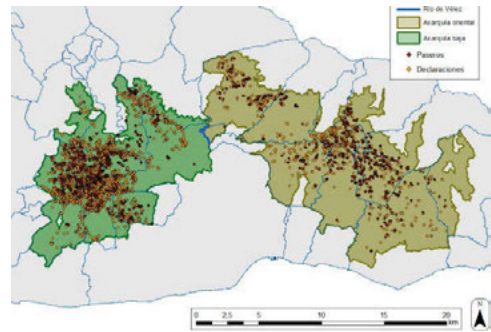 Río de Vélez
Axarquía oriental
Axarquía baja
Paseros
Declaraciones
N
0 2,5 5 10 15 20
km